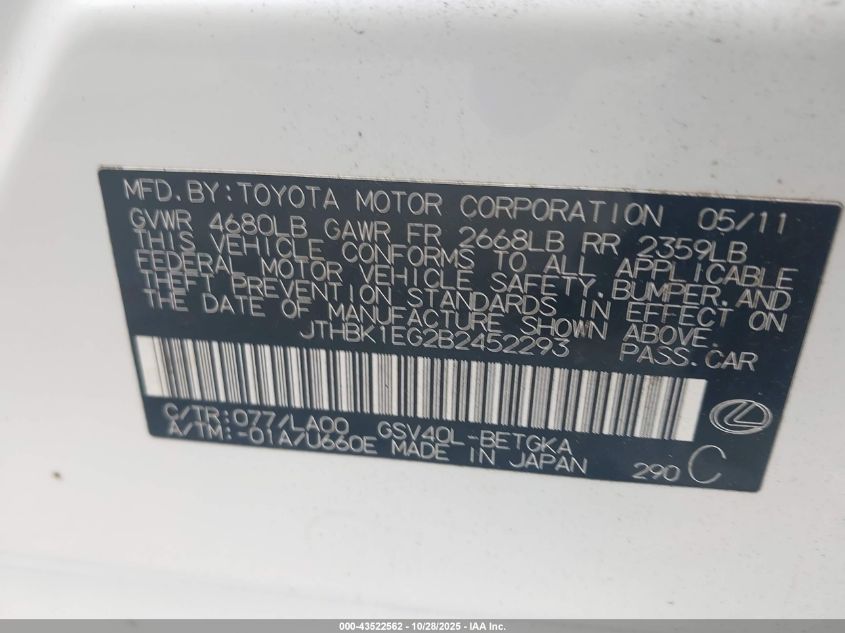 MFD. BY: TOYOTA MOTOR CORPORATION 05/11
GVWR 4680LB GAWR FR 2668LB RR 2359LB
THIS VEHICLE CONFORMS TO ALL APPLICABLE
FEDERAL MOTOR VEHICLE SAFETY, BUMPER, AND
THEFT PREVENTION STANDARDS IN EFFECT ON
THE DATE OF MANUFACTURE SHOWN ABOVE.
JTHBK1EG2B2452293 PASS. CAR
C/TR: 077/LA00 GSV40L-BETGKA
A/TM: -01A/U660E MADE IN JAPAN 290 C
000-43522562 - 10/28/2025 - IAA Inc.